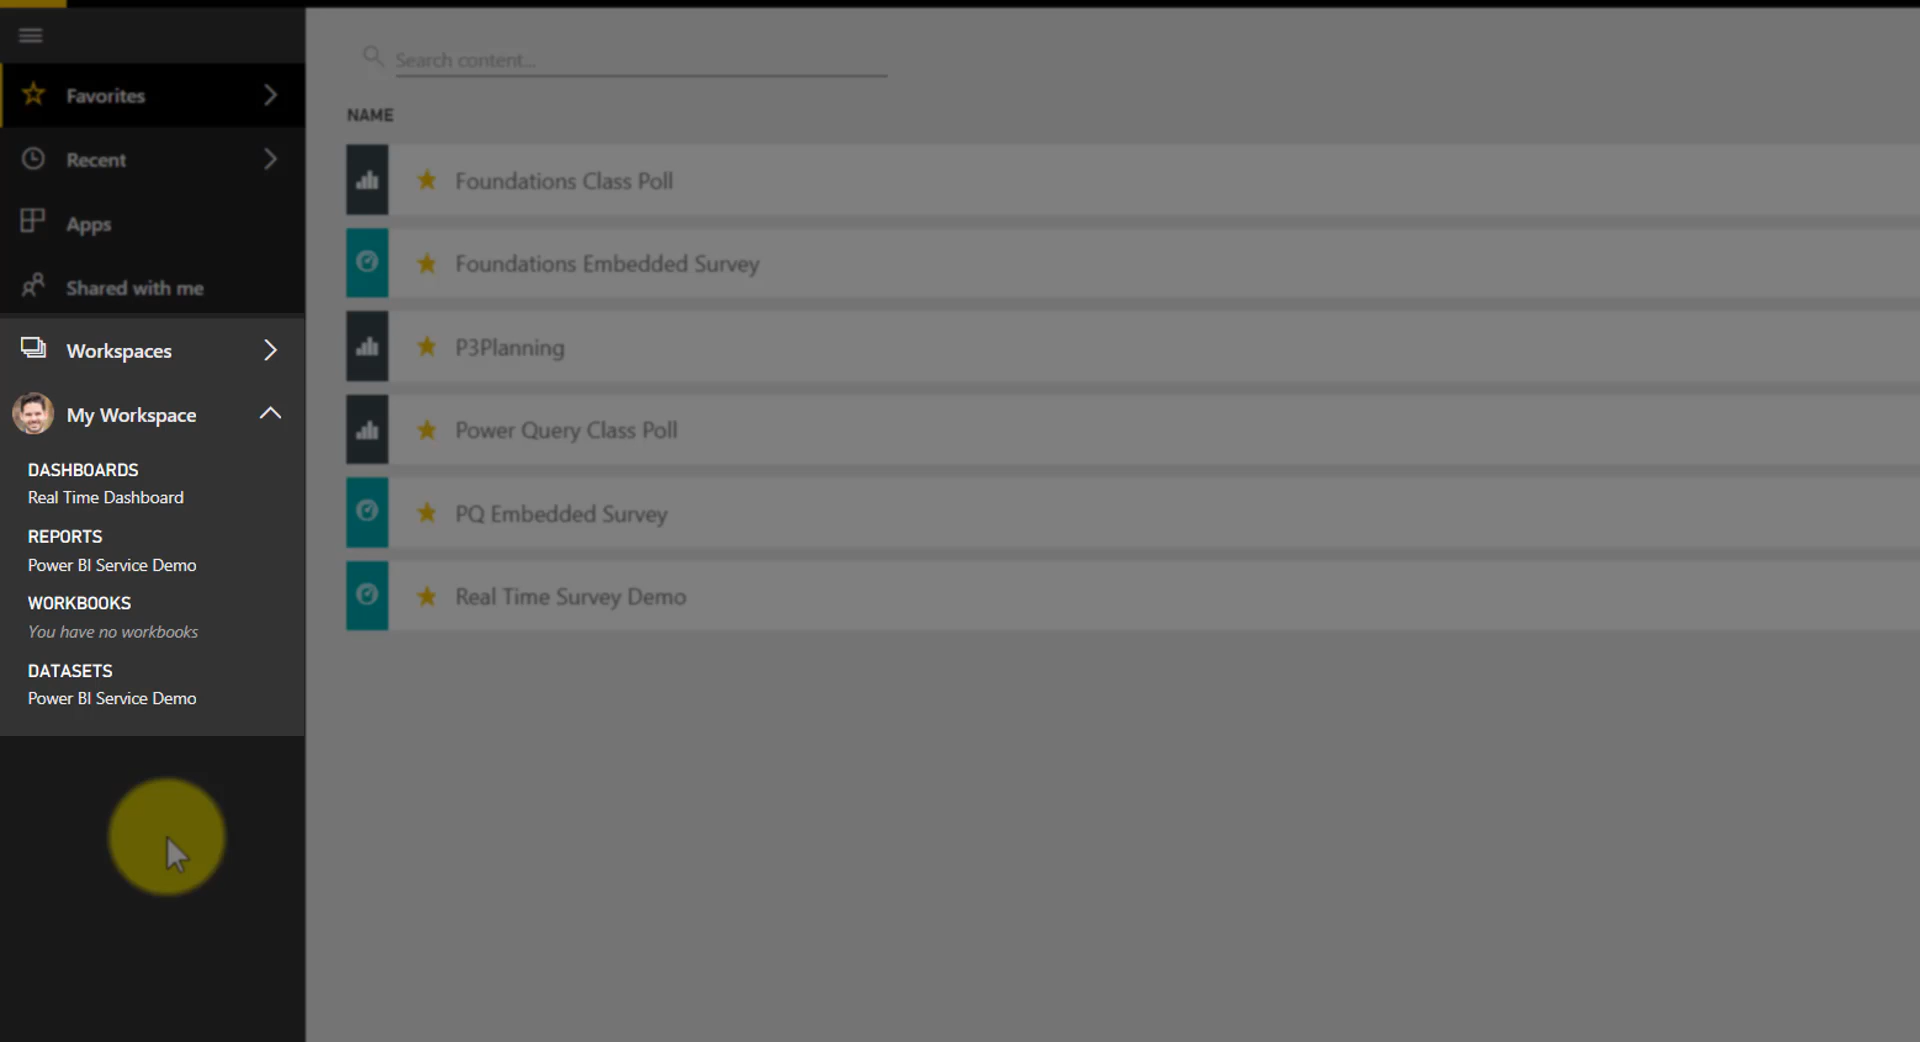 Favorites
Recent
Apps
Shared with me
Workspaces
My Workspace
DASHBOARDS
Real Time Dashboard
REPORTS
Power BI Service Demo
WORKBOOKS
You have no workbooks
DATASETS
Power BI Service Demo
Search content...
NAME
Foundations Class Poll
Foundations Embedded Survey
P3Planning
Power Query Class Poll
PQ Embedded Survey
Real Time Survey Demo